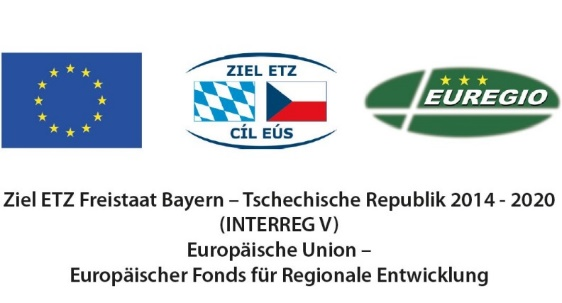 ZIEL ETZ
CÍL EÚS
EUREGIO
Ziel ETZ Freistaat Bayern – Tschechische Republik 2014 - 2020
(INTERREG V)
Europäische Union –
Europäischer Fonds für Regionale Entwicklung